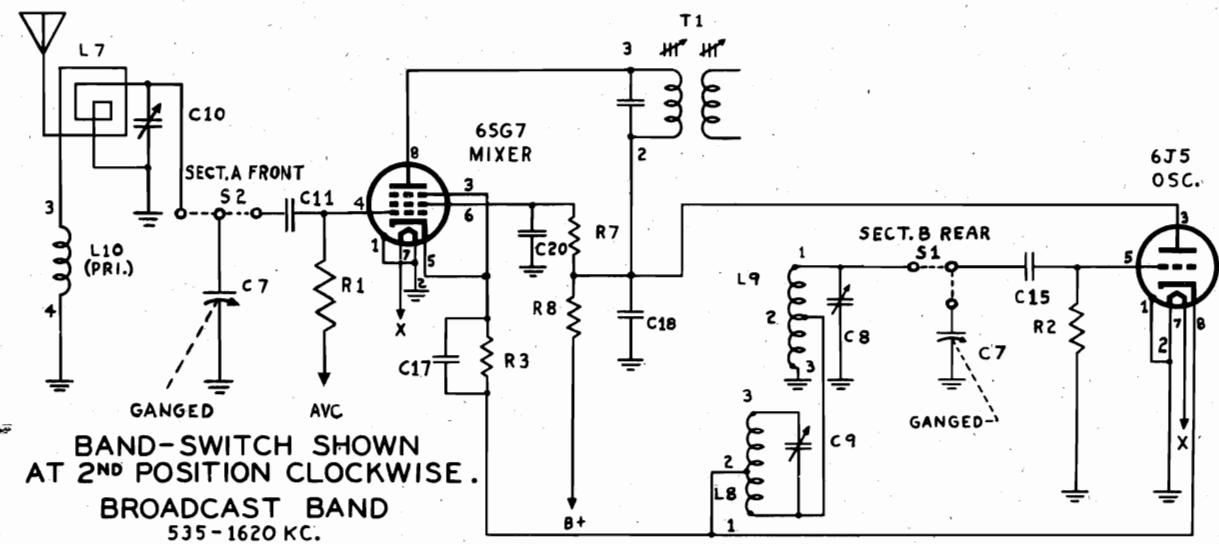 T1
L7
3
C10
6SG7
MIXER
8
2
6J5
OSC.
SECT. A FRONT
S2
C11
4
3
6
3
L10
(PRI.)
4
C7
R1
1
7
5
2
X
C20
R7
R8
C18
C17
R3
SECT. B REAR
S1
L9
1
2
3
C8
C15
C7
R2
5
3
1
2
7
8
X
GANGED
AVC
GANGED
3
2
L8
1
C9
B+
BAND-SWITCH SHOWN
AT 2ND POSITION CLOCKWISE.
BROADCAST BAND
535-1620 KC.